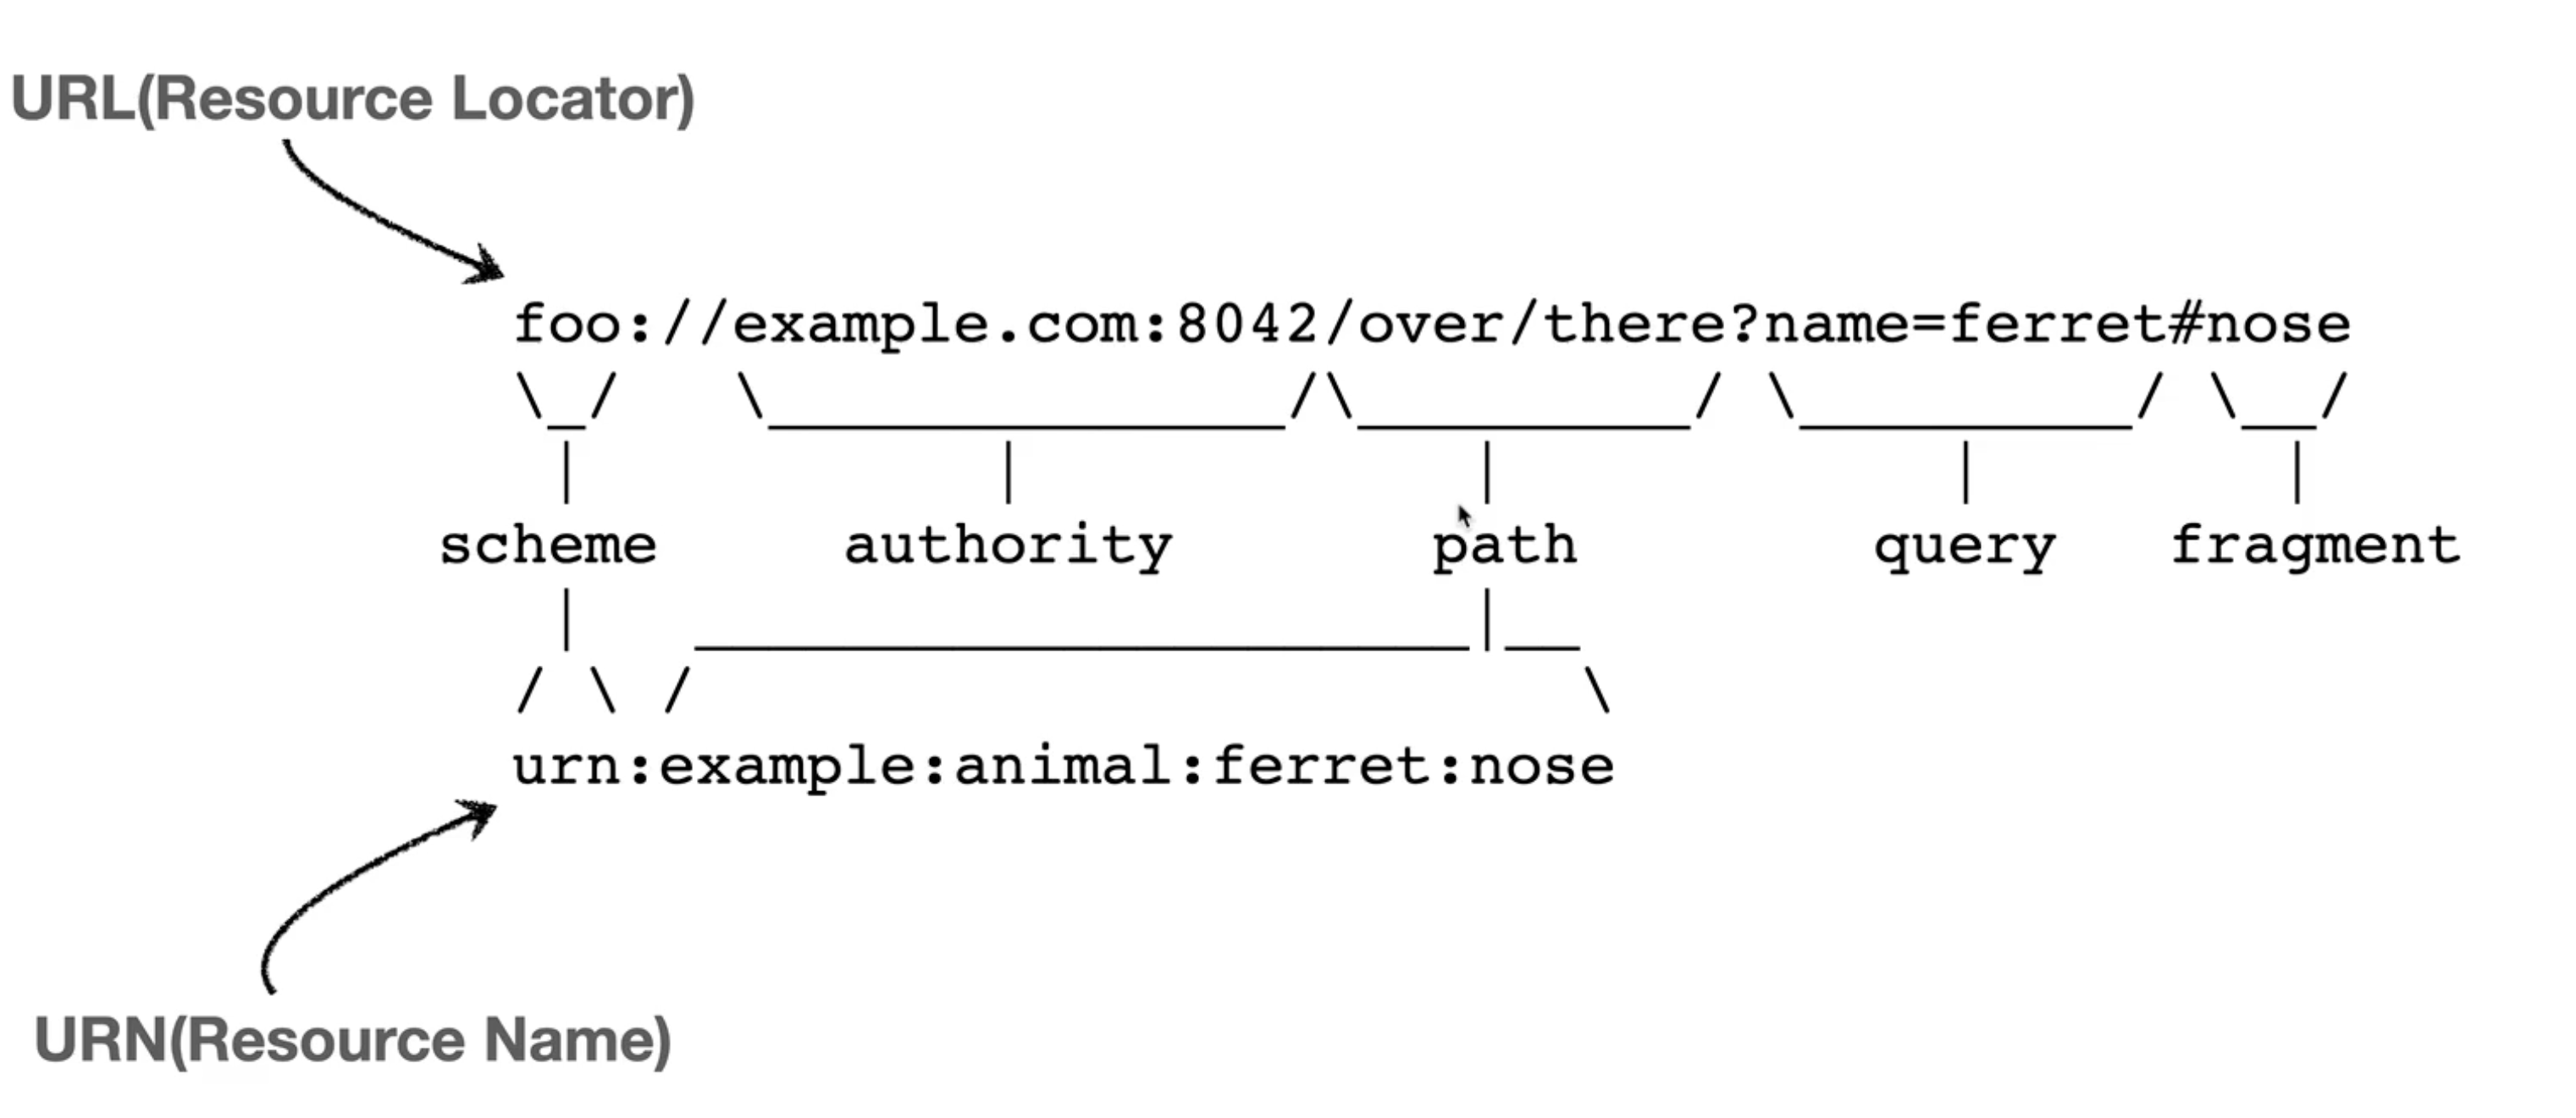 URL(Resource Locator)
foo://example.com:8042/over/there?name=ferret#nose
scheme authority path query fragment
urn:example:animal:ferret:nose
URN(Resource Name)